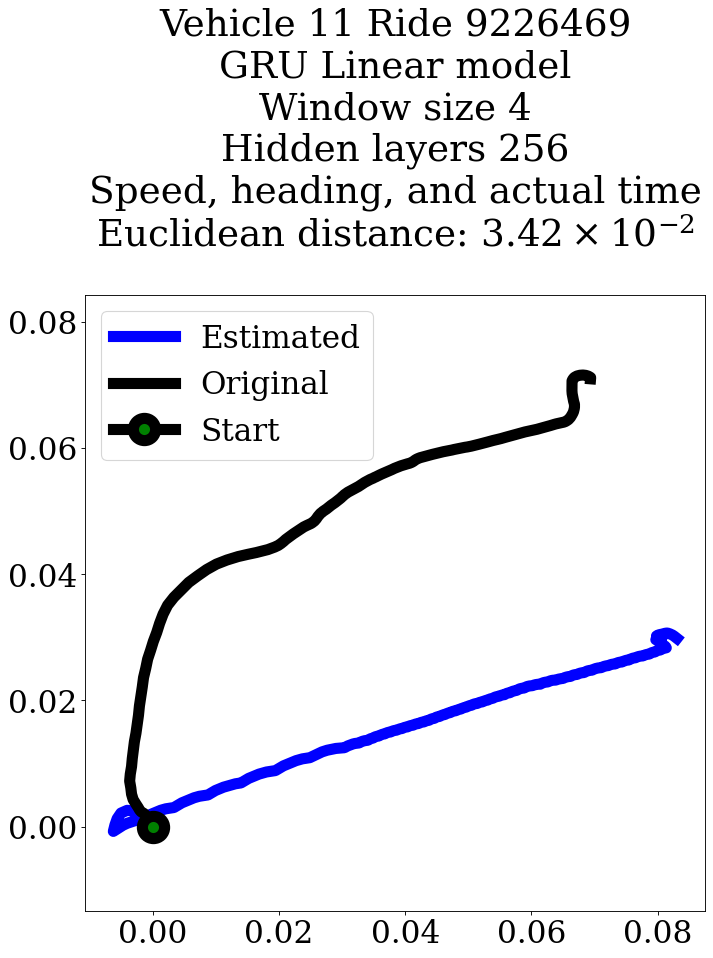 Vehicle 11 Ride 9226469
GRU Linear model
Window size 4
Hidden layers 256
Speed, heading, and actual time
Euclidean distance: 3.42 × 10⁻²
Estimated
Original
Start
0.08
0.06
0.04
0.02
0.00
0.00 0.02 0.04 0.06 0.08